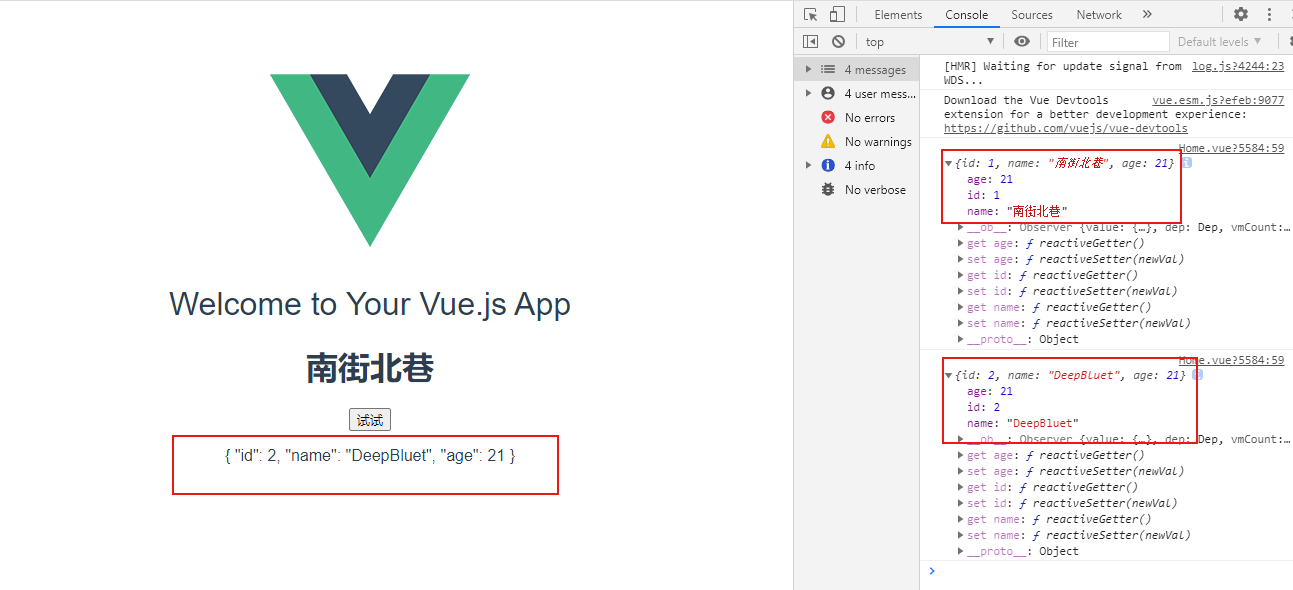 Welcome to Your Vue.js App
南街北巷
试试
{ "id": 2, "name": "DeepBluet", "age": 21 }
Elements Console Sources Network »
top Filter Default levels
4 messages
4 user mess...
No errors
No warnings
4 info
No verbose
[HMR] Waiting for update signal from log.js?4244:23
WDS...
Download the Vue Devtools vue.esm.js?efeb:9077
extension for a better development experience:
https://github.com/vuejs/vue-devtools
Home.vue?5584:59
{id: 1, name: "南街北巷", age: 21} i
age: 21
id: 1
name: "南街北巷"
__ob__: Observer {value: {…}, dep: Dep, vmCount:…
get age: ƒ reactiveGetter()
set age: ƒ reactiveSetter(newVal)
get id: ƒ reactiveGetter()
set id: ƒ reactiveSetter(newVal)
get name: ƒ reactiveGetter()
set name: ƒ reactiveSetter(newVal)
__proto__: Object
Home.vue?5584:59
{id: 2, name: "DeepBluet", age: 21} i
age: 21
id: 2
name: "DeepBluet"
__ob__: Observer {value: {…}, dep: Dep, vmCount:…
get age: ƒ reactiveGetter()
set age: ƒ reactiveSetter(newVal)
get id: ƒ reactiveGetter()
set id: ƒ reactiveSetter(newVal)
get name: ƒ reactiveGetter()
set name: ƒ reactiveSetter(newVal)
__proto__: Object